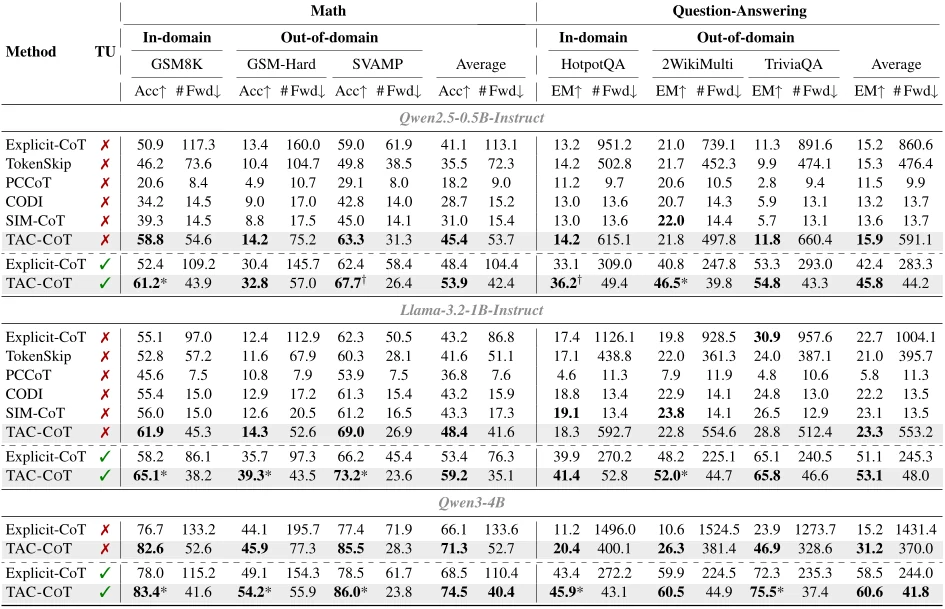 Math Question-Answering
In-domain Out-of-domain In-domain Out-of-domain
Method TU
GSM8K GSM-Hard SVAMP Average HotpotQA 2WikiMulti TriviaQA Average
Acc↑ # Fwd↓ Acc↑ # Fwd↓ Acc↑ # Fwd↓ Acc↑ # Fwd↓ EM↑ # Fwd↓ EM↑ # Fwd↓ EM↑ # Fwd↓ EM↑ # Fwd↓
Qwen2.5-0.5B-Instruct
Explicit-CoT ✗ 50.9 117.3 13.4 160.0 59.0 61.9 41.1 113.1 13.2 951.2 21.0 739.1 11.3 891.6 15.2 860.6
TokenSkip ✗ 46.2 73.6 10.4 104.7 49.8 38.5 35.5 72.3 14.2 502.8 21.7 452.3 9.9 474.1 15.3 476.4
PCCoT ✗ 20.6 8.4 4.9 10.7 29.1 8.0 18.2 9.0 11.2 9.7 20.6 10.5 2.8 9.4 11.5 9.9
CODI ✗ 34.2 14.5 9.0 17.0 42.8 14.0 28.7 15.2 13.0 13.6 20.7 14.3 5.9 13.1 13.2 13.7
SIM-CoT ✗ 39.3 14.5 8.8 17.5 45.0 14.1 31.0 15.4 13.0 13.6 22.0 14.4 5.7 13.1 13.6 13.7
TAC-COT ✗ 58.8 54.6 14.2 75.2 63.3 31.3 45.4 53.7 14.2 615.1 21.8 497.8 11.8 660.4 15.9 591.1
Explicit-CoT ✓ 52.4 109.2 30.4 145.7 62.4 58.4 48.4 104.4 33.1 309.0 40.8 247.8 53.3 293.0 42.4 283.3
TAC-COT ✓ 61.2* 43.9 32.8 57.0 67.7† 26.4 53.9 42.4 36.2† 49.4 46.5* 39.8 54.8 43.3 45.8 44.2
Llama-3.2-1B-Instruct
Explicit-CoT ✗ 55.1 97.0 12.4 112.9 62.3 50.5 43.2 86.8 17.4 1126.1 19.8 928.5 30.9 957.6 22.7 1004.1
TokenSkip ✗ 52.8 57.2 11.6 67.9 60.3 28.1 41.6 51.1 17.1 438.8 22.0 361.3 24.0 387.1 21.0 395.7
PCCoT ✗ 45.6 7.5 10.8 7.9 53.9 7.5 36.8 7.6 4.6 11.3 7.9 11.9 4.8 10.6 5.8 11.3
CODI ✗ 55.4 15.0 12.9 17.2 61.3 15.4 43.2 15.9 18.8 13.4 22.9 14.1 24.8 13.0 22.2 13.5
SIM-CoT ✗ 56.0 15.0 12.6 20.5 61.2 16.5 43.3 17.3 19.1 13.4 23.8 14.1 26.5 12.9 23.1 13.5
TAC-COT ✗ 61.9 45.3 14.3 52.6 69.0 26.9 48.4 41.6 18.3 592.7 22.8 554.6 28.8 512.4 23.3 553.2
Explicit-CoT ✓ 58.2 86.1 35.7 97.3 66.2 45.4 53.4 76.3 39.9 270.2 48.2 225.1 65.1 240.5 51.1 245.3
TAC-COT ✓ 65.1* 38.2 39.3* 43.5 73.2* 23.6 59.2 35.1 41.4 52.8 52.0* 44.7 65.8 46.6 53.1 48.0
Qwen3-4B
Explicit-CoT ✗ 76.7 133.2 44.1 195.7 77.4 71.9 66.1 133.6 11.2 1496.0 10.6 1524.5 23.9 1273.7 15.2 1431.4
TAC-COT ✗ 82.6 52.6 45.9 77.3 85.5 28.3 71.3 52.7 20.4 400.1 26.3 381.4 46.9 328.6 31.2 370.0
Explicit-CoT ✓ 78.0 115.2 49.1 154.3 78.5 61.7 68.5 110.4 43.4 272.2 59.9 224.5 72.3 235.3 58.5 244.0
TAC-COT ✓ 83.4* 41.6 54.2* 55.9 86.0* 23.8 74.5 40.4 45.9* 43.1 60.5 44.9 75.5* 37.4 60.6 41.8